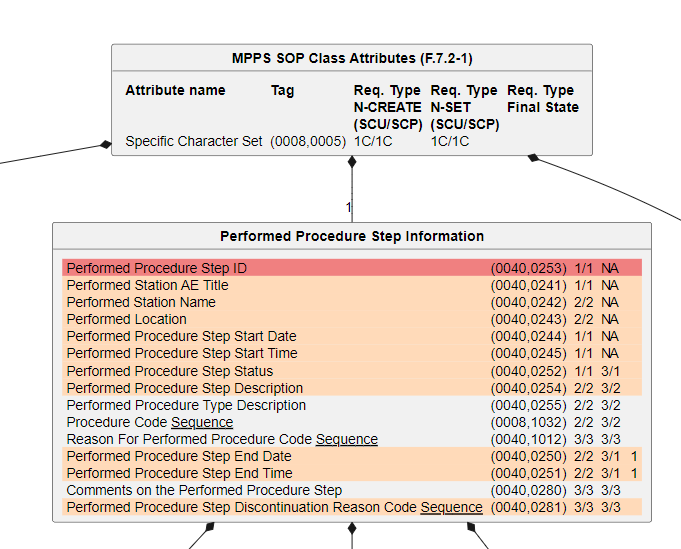 MPPS SOP Class Attributes (F.7.2-1)
Attribute name Tag Req. Type Req. Type Req. Type
N-CREATE N-SET Final State
(SCU/SCP) (SCU/SCP)
Specific Character Set (0008,0005) 1C/1C 1C/1C
1
Performed Procedure Step Information
Performed Procedure Step ID (0040,0253) 1/1 NA
Performed Station AE Title (0040,0241) 1/1 NA
Performed Station Name (0040,0242) 2/2 NA
Performed Location (0040,0243) 2/2 NA
Performed Procedure Step Start Date (0040,0244) 1/1 NA
Performed Procedure Step Start Time (0040,0245) 1/1 NA
Performed Procedure Step Status (0040,0252) 1/1 3/1
Performed Procedure Step Description (0040,0254) 2/2 3/2
Performed Procedure Type Description (0040,0255) 2/2 3/2
Procedure Code Sequence (0008,1032) 2/2 3/2
Reason For Performed Procedure Code Sequence (0040,1012) 3/3 3/3
Performed Procedure Step End Date (0040,0250) 2/2 3/1 1
Performed Procedure Step End Time (0040,0251) 2/2 3/1 1
Comments on the Performed Procedure Step (0040,0280) 3/3 3/3
Performed Procedure Step Discontinuation Reason Code Sequence (0040,0281) 3/3 3/3